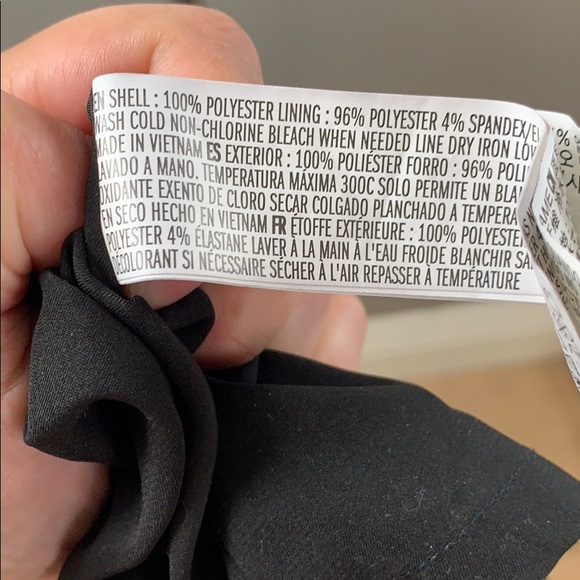 EN SHELL : 100% POLYESTER LINING : 96% POLYESTER 4% SPANDEX/
WASH COLD NON-CHLORINE BLEACH WHEN NEEDED LINE DRY IRON LOW
MADE IN VIETNAM ES EXTERIOR : 100% POLIÉSTER FORRO : 96% POLI
LAVADO A MANO. TEMPERATURA MÁXIMA 300C SOLO PERMITE UN BLA
OXIDANTE EXENTO DE CLORO SECAR COLGADO PLANCHADO A TEMPERA
EN SECO HECHO EN VIETNAM FR ÉTOFFE EXTÉRIEURE : 100% POLYESTE
POLYESTER 4% ÉLASTANE LAVER À LA MAIN À L'EAU FROIDE BLANCHIR SA
DÉCOLORANT SI NÉCESSAIRE SÉCHER À L'AIR REPASSER À TEMPÉRATURE